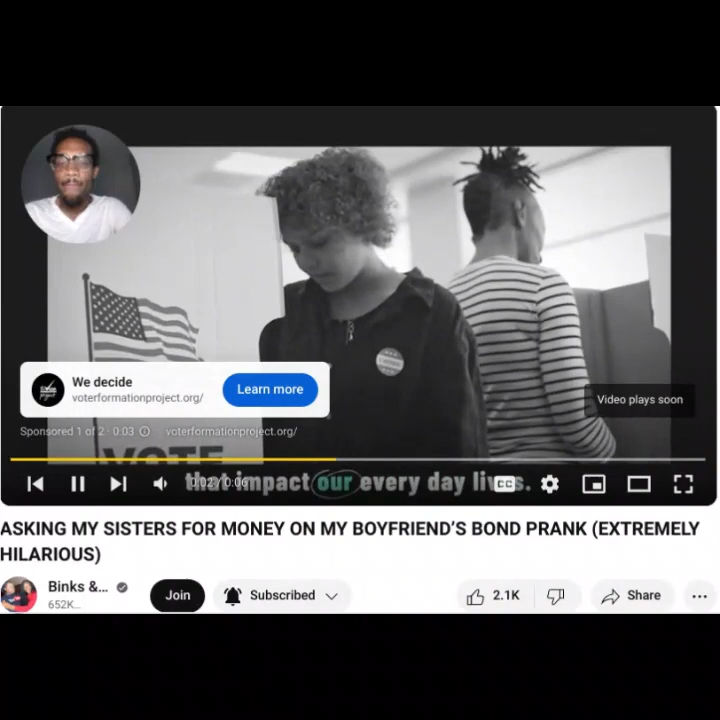 We decide
voterformationproject.org/
Learn more
Video plays soon
Sponsored 1 of 2 · 0:03
voterformationproject.org/
VOTE
0:02 / 0:06
that impact our every day lives.
CC
ASKING MY SISTERS FOR MONEY ON MY BOYFRIEND'S BOND PRANK (EXTREMELY
HILARIOUS)
Binks &...
652K...
Join
Subscribed
2.1K
Share